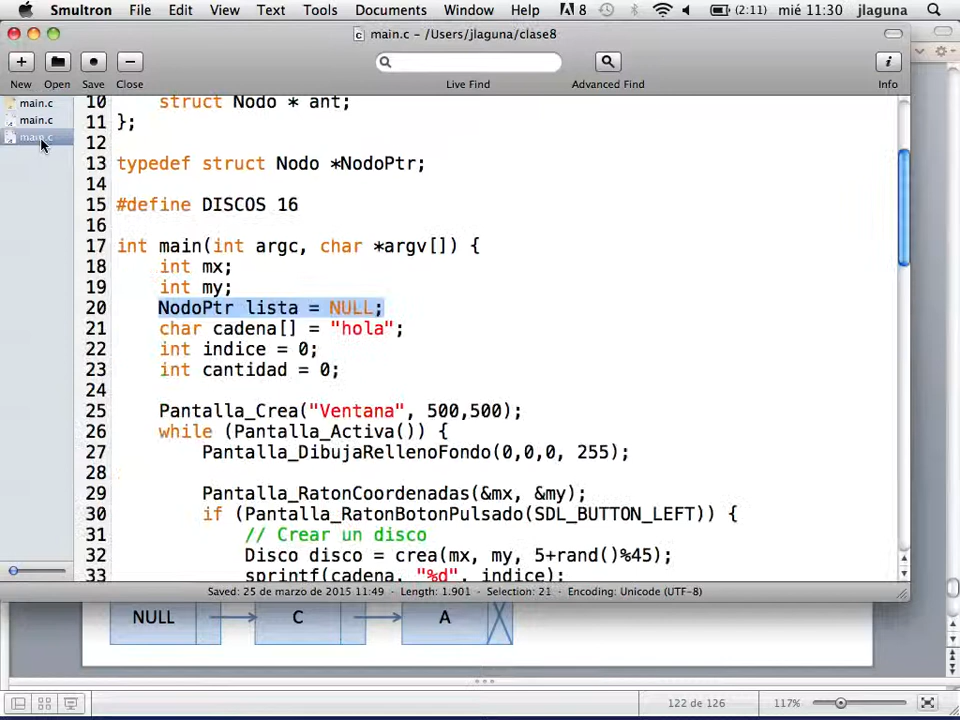 Smultron File Edit View Text Tools Documents Window Help 8 (2:11) mié 11:30 jlaguna
main.c – /Users/jlaguna/clase8
New Open Save Close Live Find Advanced Find Info
main.c
main.c
main.c
10 struct Nodo * ant;
11 };
12
13 typedef struct Nodo *NodoPtr;
14
15 #define DISCOS 16
16
17 int main(int argc, char *argv[]) {
18 int mx;
19 int my;
20 NodoPtr lista = NULL;
21 char cadena[] = "hola";
22 int indice = 0;
23 int cantidad = 0;
24
25 Pantalla_Crea("Ventana", 500,500);
26 while (Pantalla_Activa()) {
27 Pantalla_DibujaRellenoFondo(0,0,0, 255);
28
29 Pantalla_RatonCoordenadas(&mx, &my);
30 if (Pantalla_RatonBotonPulsado(SDL_BUTTON_LEFT)) {
31 // Crear un disco
32 Disco disco = crea(mx, my, 5+rand()%45);
33 sprintf(cadena, "%d", indice);
Saved: 25 de marzo de 2015 11:49 - Length: 1.901 - Selection: 21 - Encoding: Unicode (UTF-8)
NULL C A
122 de 126 117%